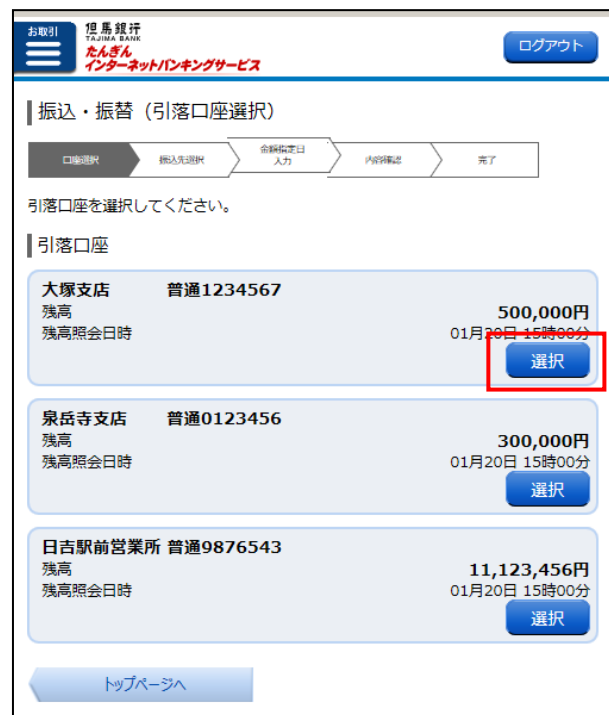 お取引
但馬銀行
TAJIMA BANK
たんぎん
インターネットバンキングサービス
ログアウト
振込・振替（引落口座選択）
口座選択
振込先選択
金額指定日
入力
内容確認
完了
引落口座を選択してください。
引落口座
大塚支店 普通1234567
残高 500,000円
残高照会日時 01月20日 15時00分
選択
泉岳寺支店 普通0123456
残高 300,000円
残高照会日時 01月20日 15時00分
選択
日吉駅前営業所 普通9876543
残高 11,123,456円
残高照会日時 01月20日 15時00分
選択
トップページへ